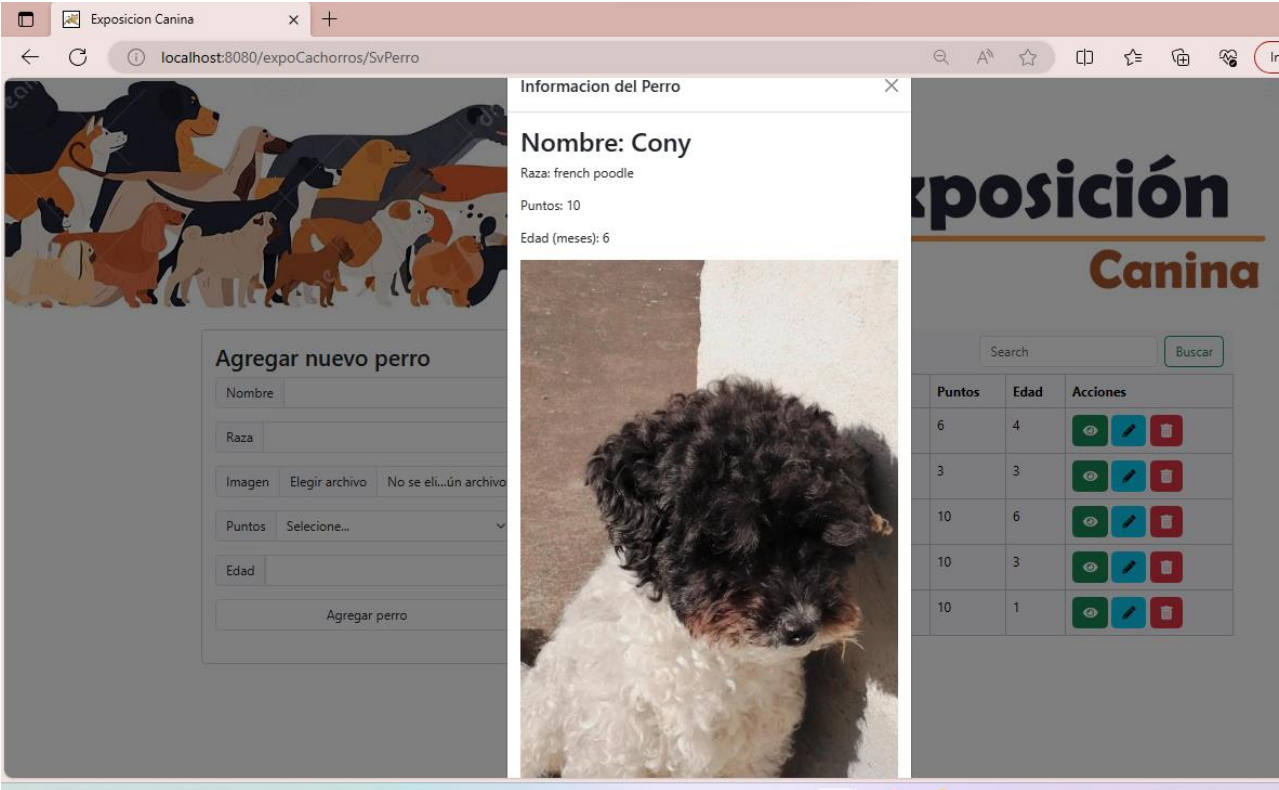 Exposicion Canina
localhost:8080/expoCachorros/SvPerro
Informacion del Perro
Nombre: Cony
Raza: french poodle
Puntos: 10
Edad (meses): 6
xposición
Canina
Agregar nuevo perro
Nombre
Raza
Imagen Elegir archivo No se eli...ún archivo
Puntos Selecione...
Edad
Agregar perro
Search Buscar
Puntos Edad Acciones
6 4
3 3
10 6
10 3
10 1